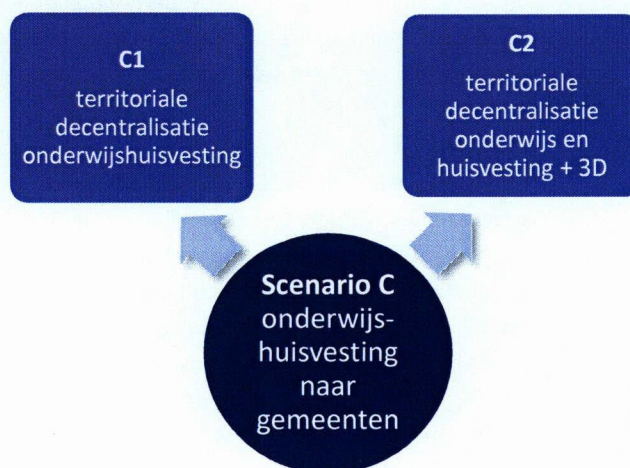 C1
territoriale
decentralisatie
onderwijshuisvesting
C2
territoriale
decentralisatie
onderwijs en
huisvesting + 3D
Scenario C
onderwijs-
huisvesting
naar
gemeenten